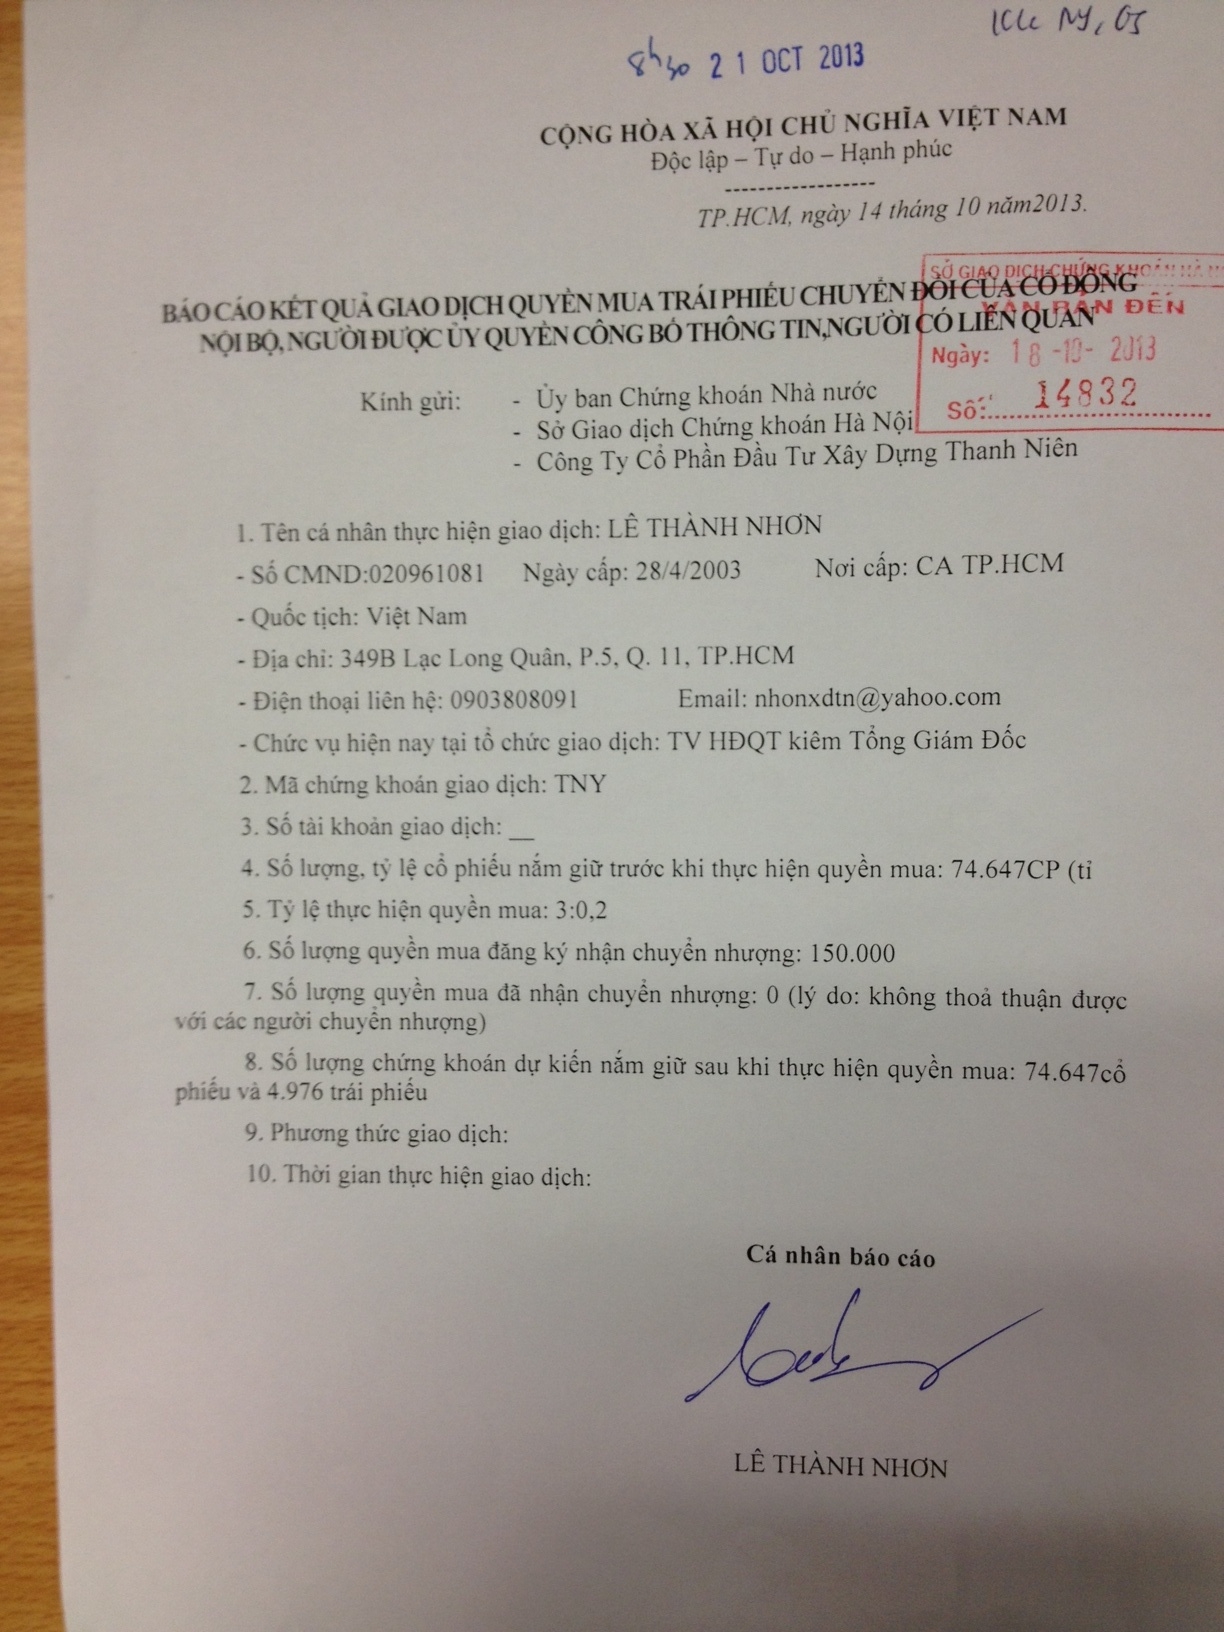 8h30 21 OCT 2013
CỘNG HÒA XÃ HỘI CHỦ NGHĨA VIỆT NAM
Độc lập – Tự do – Hạnh phúc
------------------
TP.HCM, ngày 14 tháng 10 năm2013.
SỞ GIAO DỊCH CHỨNG KHOÁN HÀ
VĂN BẢN ĐẾN
Ngày: 18-10-2013
Số: 14832
BÁO CÁO KẾT QUẢ GIAO DỊCH QUYỀN MUA TRÁI PHIẾU CHUYỂN ĐỔI CỦA CỔ ĐÔNG
NỘI BỘ, NGƯỜI ĐƯỢC ỦY QUYỀN CÔNG BỐ THÔNG TIN,NGƯỜI CÓ LIÊN QUAN
Kính gửi: - Ủy ban Chứng khoán Nhà nước
- Sở Giao dịch Chứng khoán Hà Nội
- Công Ty Cổ Phần Đầu Tư Xây Dựng Thanh Niên
1. Tên cá nhân thực hiện giao dịch: LÊ THÀNH NHƠN
- Số CMND:020961081 Ngày cấp: 28/4/2003 Nơi cấp: CA TP.HCM
- Quốc tịch: Việt Nam
- Địa chỉ: 349B Lạc Long Quân, P.5, Q. 11, TP.HCM
- Điện thoại liên hệ: 0903808091 Email: nhonxdtn@yahoo.com
- Chức vụ hiện nay tại tổ chức giao dịch: TV HĐQT kiêm Tổng Giám Đốc
2. Mã chứng khoán giao dịch: TNY
3. Số tài khoản giao dịch: __
4. Số lượng, tỷ lệ cổ phiếu nắm giữ trước khi thực hiện quyền mua: 74.647CP (tỉ
5. Tỷ lệ thực hiện quyền mua: 3:0,2
6. Số lượng quyền mua đăng ký nhận chuyển nhượng: 150.000
7. Số lượng quyền mua đã nhận chuyển nhượng: 0 (lý do: không thoả thuận được
với các người chuyển nhượng)
8. Số lượng chứng khoán dự kiến nắm giữ sau khi thực hiện quyền mua: 74.647cổ
phiếu và 4.976 trái phiếu
9. Phương thức giao dịch:
10. Thời gian thực hiện giao dịch:
Cá nhân báo cáo
LÊ THÀNH NHƠN